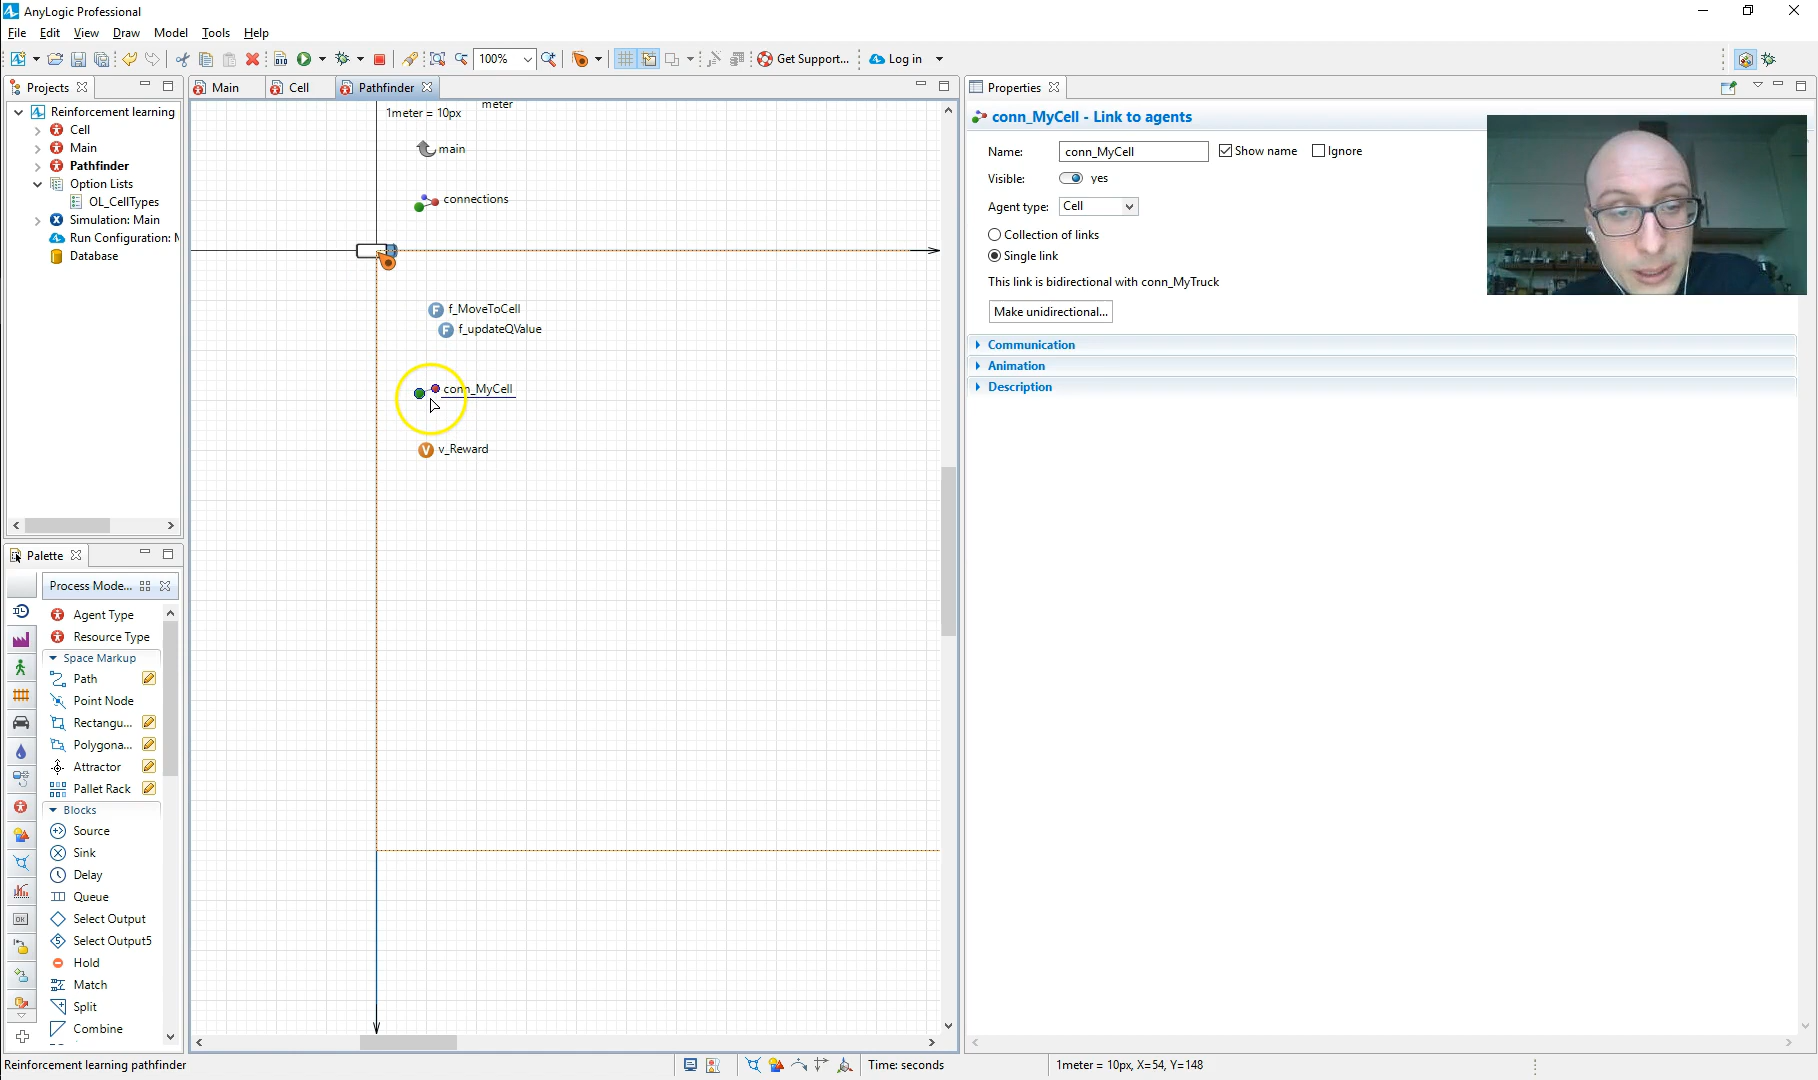 AnyLogic Professional
File Edit View Draw Model Tools Help
100% Get Support... Log in
Projects
Reinforcement learning
Cell
Main
Pathfinder
Option Lists
OL_CellTypes
Simulation: Main
Run Configuration: M
Database
Palette
Process Mode...
Agent Type
Resource Type
Space Markup
Path
Point Node
Rectangu...
Polygona...
Attractor
Pallet Rack
Blocks
Source
Sink
Delay
Queue
Select Output
Select Output5
Hold
Match
Split
Combine
Main Cell Pathfinder
meter
1meter = 10px
main
connections
F f_MoveToCell
F f_updateQValue
conn_MyCell
V v_Reward
Properties
conn_MyCell - Link to agents
Name: conn_MyCell Show name Ignore
Visible: yes
Agent type: Cell
Collection of links
Single link
This link is bidirectional with conn_MyTruck
Make unidirectional...
Communication
Animation
Description
Reinforcement learning pathfinder Time: seconds 1meter = 10px, X=54, Y=148